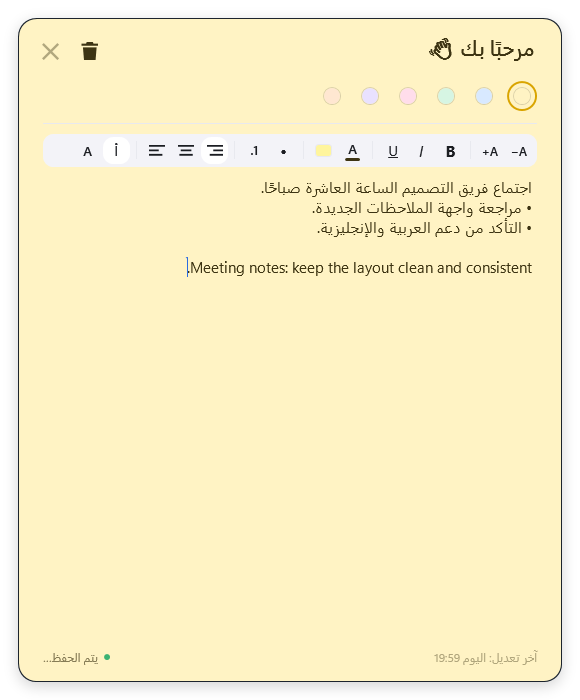 مرحبًا بك 👋
A− A+ B I U A • 1. أ A
اجتماع فريق التصميم الساعة العاشرة صباحًا.
• مراجعة واجهة الملاحظات الجديدة.
• التأكد من دعم العربية والإنجليزية.
Meeting notes: keep the layout clean and consistent.
آخر تعديل: اليوم 19:59
يتم الحفظ...